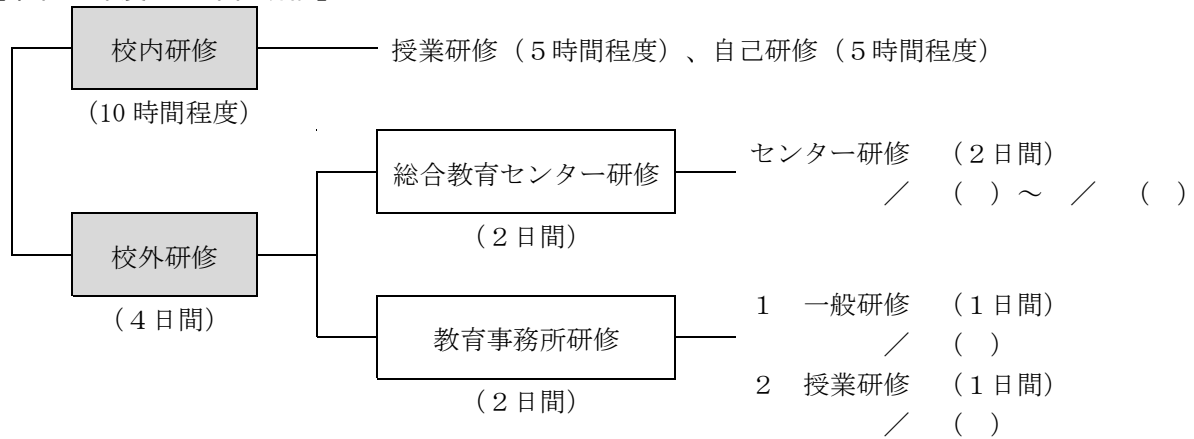 校内研修
授業研修（５時間程度）、自己研修（５時間程度）
（10 時間程度）
総合教育センター研修
センター研修　（２日間）
／　（　）～　／　（　）
（２日間）
校外研修
（４日間）
教育事務所研修
１　一般研修　（１日間）
／　（　）
２　授業研修　（１日間）
／　（　）
（２日間）